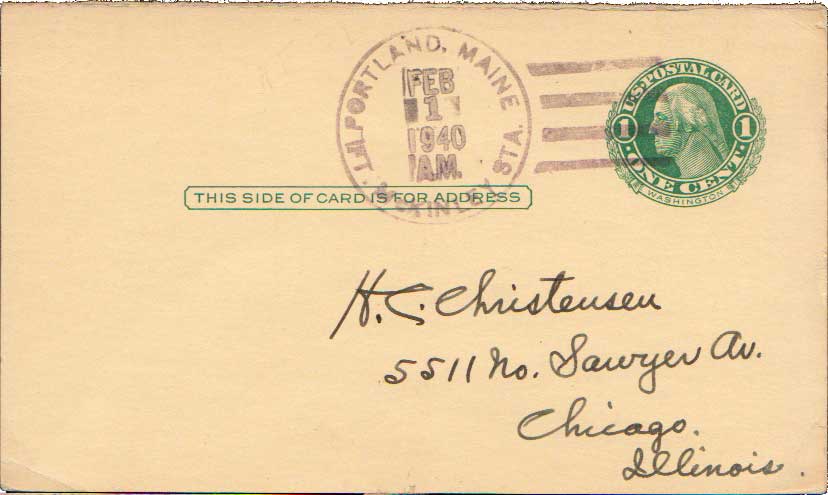 T.H. PORTLAND, MAINE
FEB
1
1940
AM.
McKINLEY STA.
U.S. POSTAL CARD
1 1
ONE CENT
WASHINGTON
THIS SIDE OF CARD IS FOR ADDRESS
H. C. Christensen
5511 No. Sawyer Av.
Chicago.
Illinois.